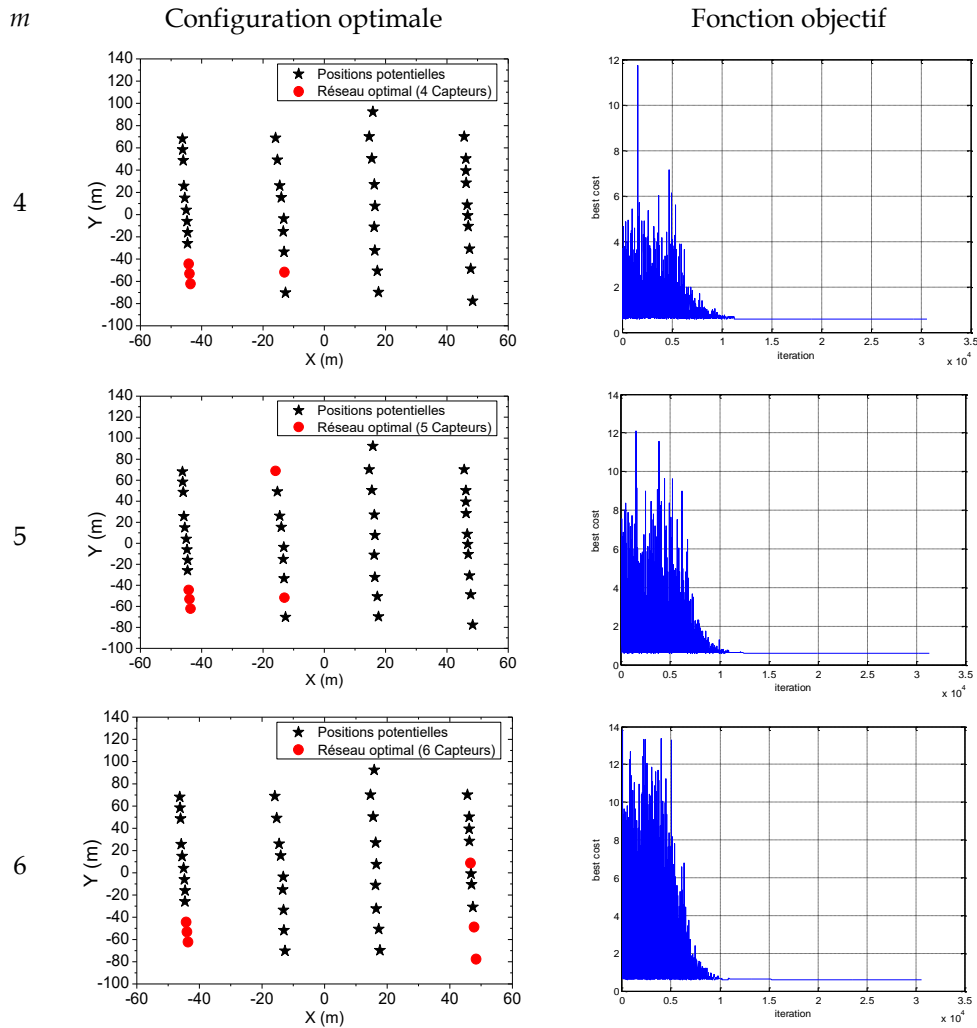 m Configuration optimale Fonction objectif
4
Positions potentielles
Réseau optimal (4 Capteurs)
140
120
100
80
60
40
20
0
-20
-40
-60
-80
-100
Y (m)
-60 -40 -20 0 20 40 60
X (m)
12
10
8
6
4
2
0
best cost
0 0.5 1 1.5 2 2.5 3 3.5
iteration
x 10^4
5
Positions potentielles
Réseau optimal (5 Capteurs)
140
120
100
80
60
40
20
0
-20
-40
-60
-80
-100
Y (m)
-60 -40 -20 0 20 40 60
X (m)
14
12
10
8
6
4
2
0
best cost
0 0.5 1 1.5 2 2.5 3 3.5
iteration
x 10^4
6
Positions potentielles
Réseau optimal (6 Capteurs)
140
120
100
80
60
40
20
0
-20
-40
-60
-80
-100
Y (m)
-60 -40 -20 0 20 40 60
X (m)
14
12
10
8
6
4
2
0
best cost
0 0.5 1 1.5 2 2.5 3 3.5
iteration
x 10^4